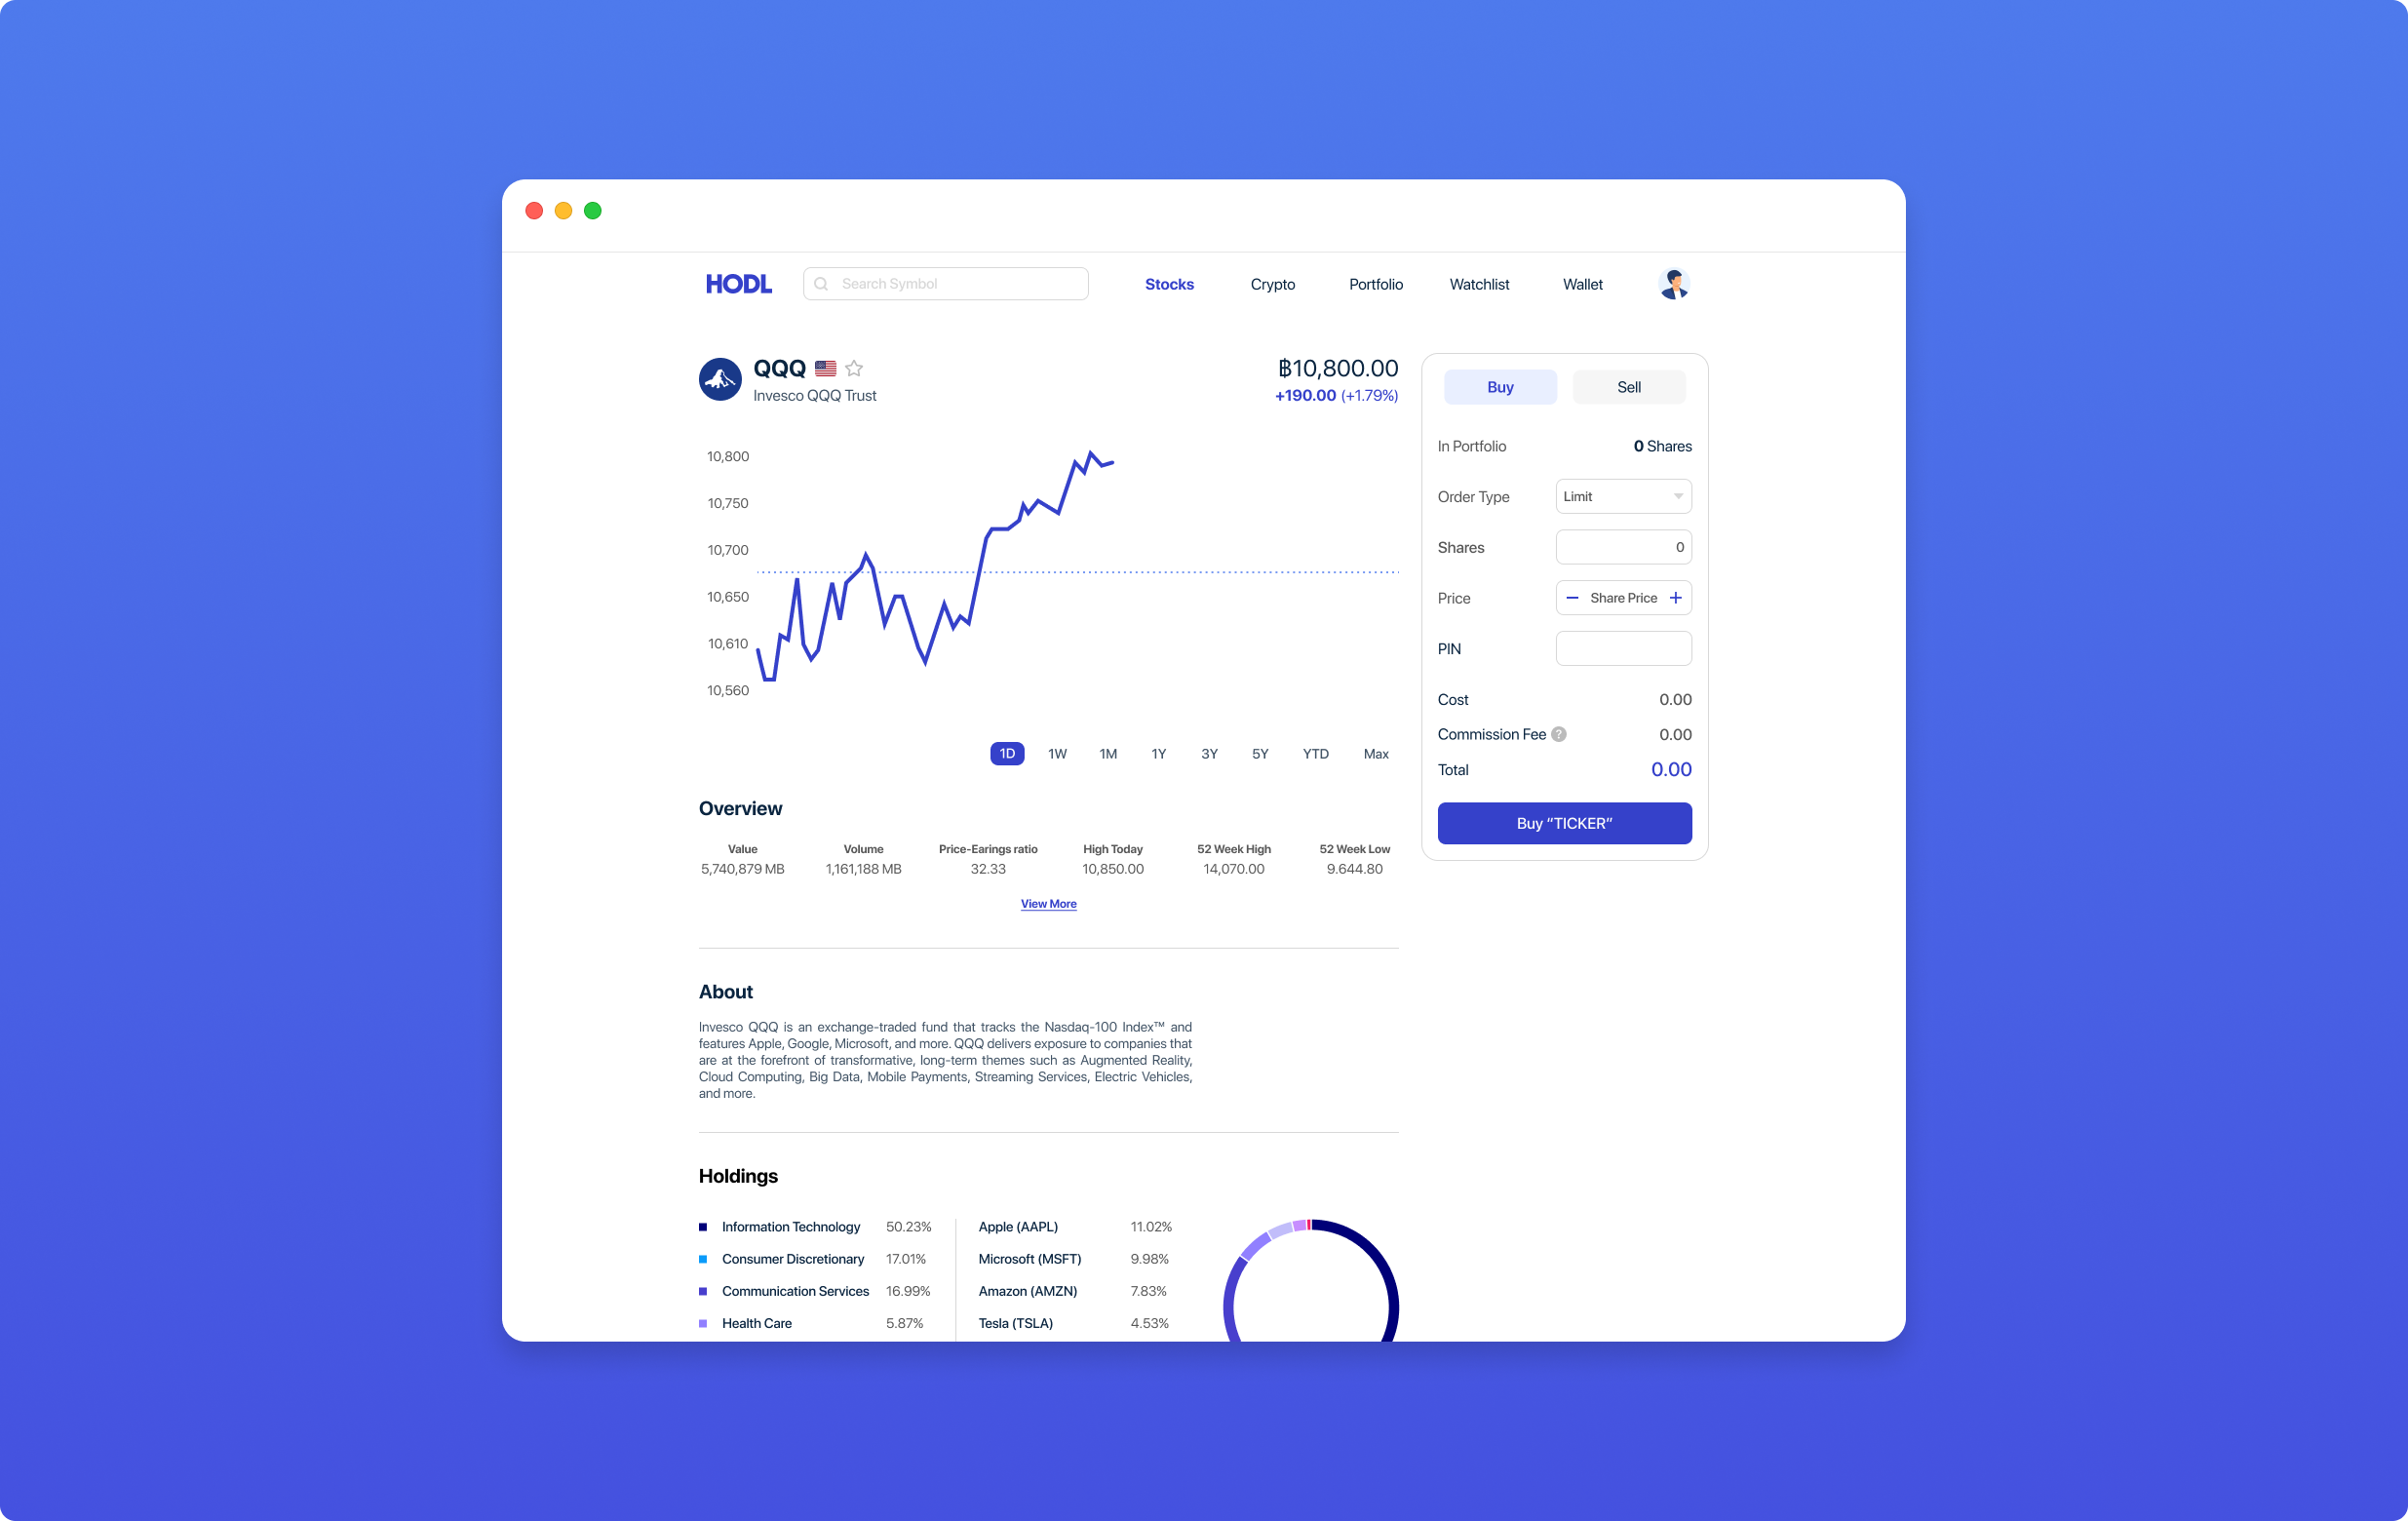 HODL
Search Symbol
Stocks
Crypto
Portfolio
Watchlist
Wallet
QQQ
Invesco QQQ Trust
฿10,800.00
+190.00 (+1.79%)
10,800
10,750
10,700
10,650
10,610
10,560
1D 1W 1M 1Y 3Y 5Y YTD Max
Buy
Sell
In Portfolio 0 Shares
Order Type Limit
Shares 0
Price − Share Price +
PIN
Cost 0.00
Commission Fee ? 0.00
Total 0.00
Buy “TICKER”
Overview
Value Volume Price-Earings ratio High Today 52 Week High 52 Week Low
5,740,879 MB 1,161,188 MB 32.33 10,850.00 14,070.00 9.644.80
View More
About
Invesco QQQ is an exchange-traded fund that tracks the Nasdaq-100 Index™ and
features Apple, Google, Microsoft, and more. QQQ delivers exposure to companies that
are at the forefront of transformative, long-term themes such as Augmented Reality,
Cloud Computing, Big Data, Mobile Payments, Streaming Services, Electric Vehicles,
and more.
Holdings
Information Technology 50.23% Apple (AAPL) 11.02%
Consumer Discretionary 17.01% Microsoft (MSFT) 9.98%
Communication Services 16.99% Amazon (AMZN) 7.83%
Health Care 5.87% Tesla (TSLA) 4.53%